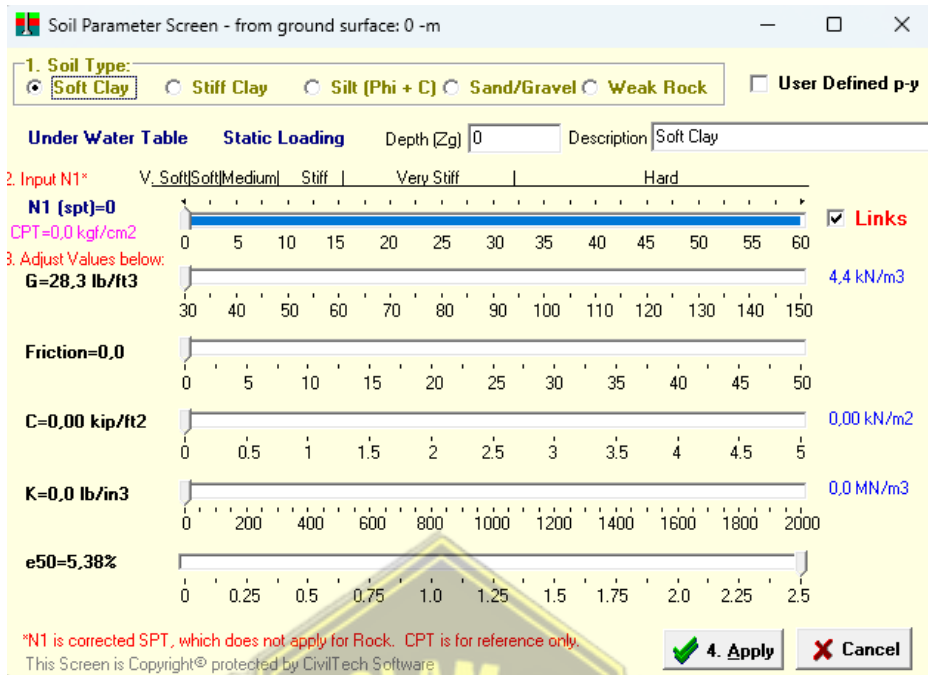 Soil Parameter Screen - from ground surface: 0 -m
1. Soil Type:
Soft Clay Stiff Clay Silt (Phi + C) Sand/Gravel Weak Rock User Defined p-y
Under Water Table Static Loading Depth (Zg) 0 Description Soft Clay
2. Input N1* V. Soft|Soft|Medium| Stiff | Very Stiff | Hard
N1 (spt)=0 Links
CPT=0,0 kgf/cm2 0 5 10 15 20 25 30 35 40 45 50 55 60
3. Adjust Values below:
G=28,3 lb/ft3 4,4 kN/m3
30 40 50 60 70 80 90 100 110 120 130 140 150
Friction=0,0
0 5 10 15 20 25 30 35 40 45 50
C=0,00 kip/ft2 0,00 kN/m2
0 0.5 1 1.5 2 2.5 3 3.5 4 4.5 5
K=0,0 lb/in3 0,0 MN/m3
0 200 400 600 800 1000 1200 1400 1600 1800 2000
e50=5,38%
0 0.25 0.5 0.75 1.0 1.25 1.5 1.75 2.0 2.25 2.5
*N1 is corrected SPT, which does not apply for Rock. CPT is for reference only.
This Screen is Copyright© protected by CivilTech Software
4. Apply Cancel